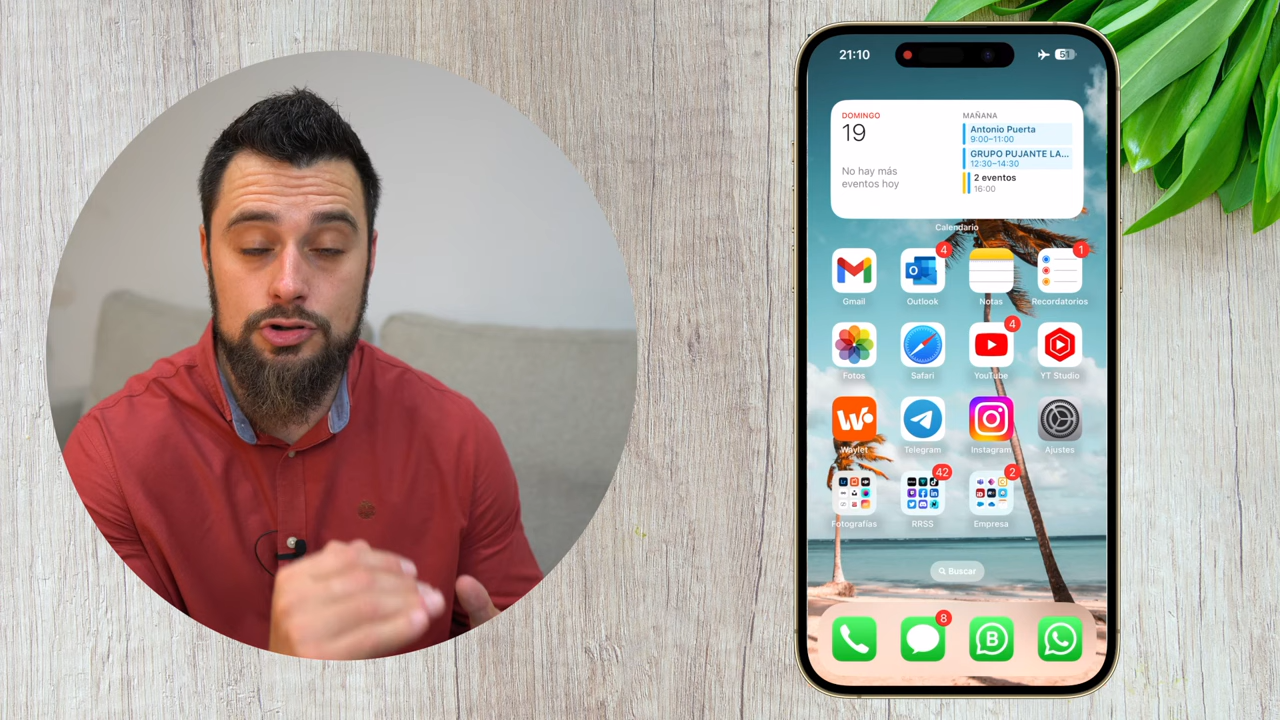 21:10
51
DOMINGO
19
No hay más
eventos hoy
MAÑANA
Antonio Puerta
9:00–11:00
GRUPO PUJANTE LA...
12:30–14:30
2 eventos
16:00
Calendario
4
1
Gmail
Outlook
Notas
Recordatorios
4
Fotos
Safari
YouTube
YT Studio
Waylet
Telegram
Instagram
Ajustes
42
2
Fotografías
RRSS
Empresa
Buscar
8
B